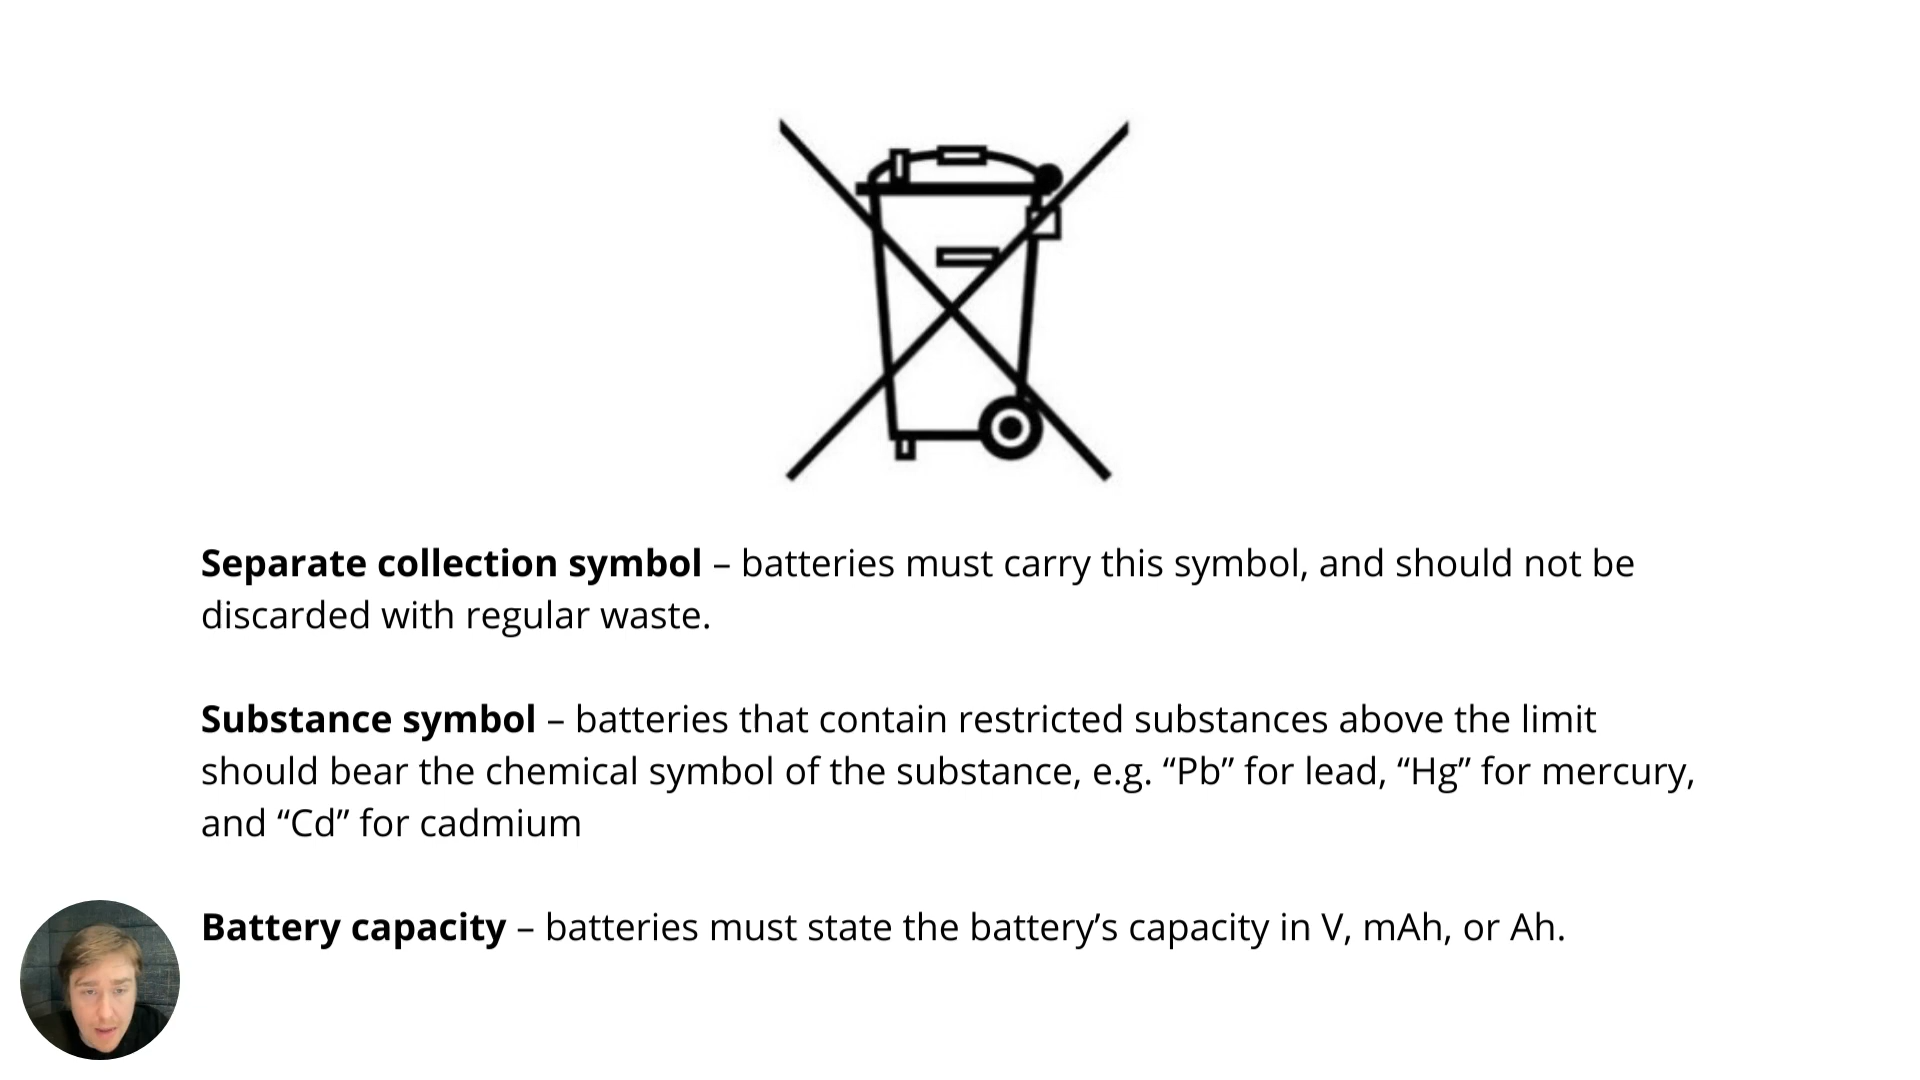 Separate collection symbol – batteries must carry this symbol, and should not be
discarded with regular waste.
Substance symbol – batteries that contain restricted substances above the limit
should bear the chemical symbol of the substance, e.g. “Pb” for lead, “Hg” for mercury,
and “Cd” for cadmium
Battery capacity – batteries must state the battery’s capacity in V, mAh, or Ah.